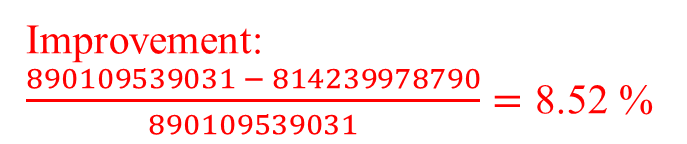 Improvement:
890109539031 − 814239978790
= 8.52 %
890109539031